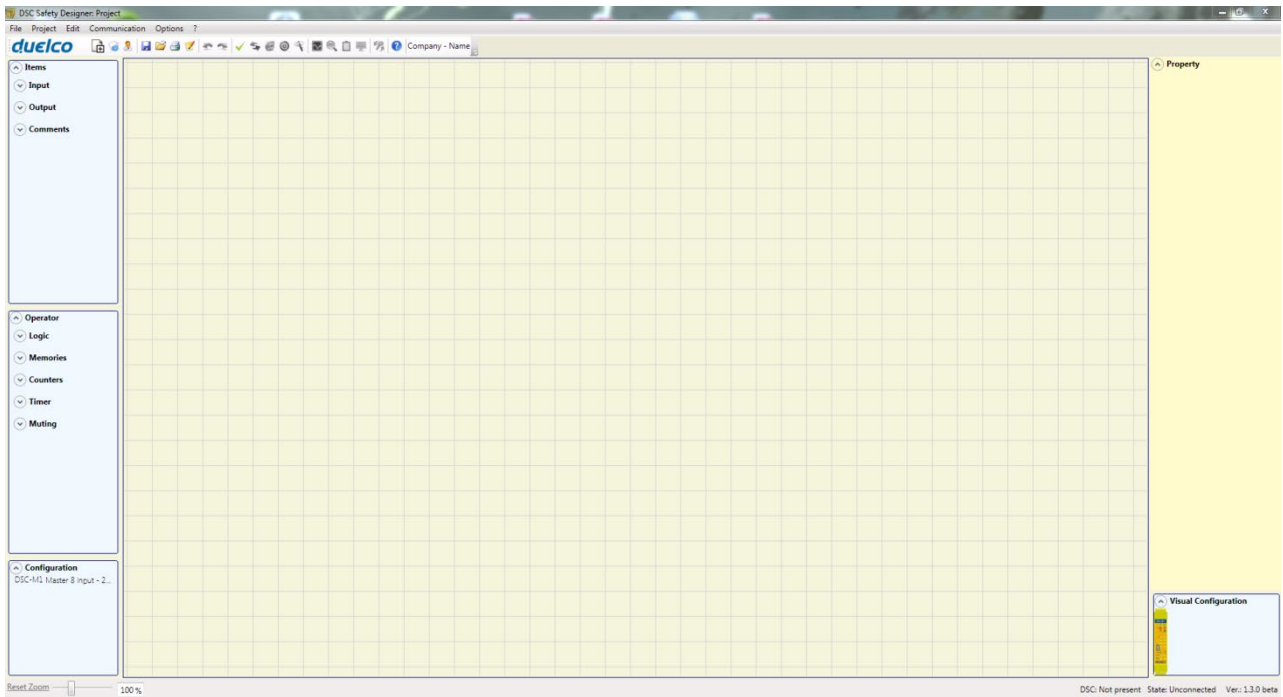 DSC Safety Designer: Project
File Project Edit Communication Options ?
duelco Company - Name
Items
Input
Output
Comments
Operator
Logic
Memories
Counters
Timer
Muting
Configuration
DSC-M1 Master 8 input - 2...
Property
Visual Configuration
Reset Zoom 100 %
DSC: Not present State: Unconnected Ver.: 1.3.0 beta